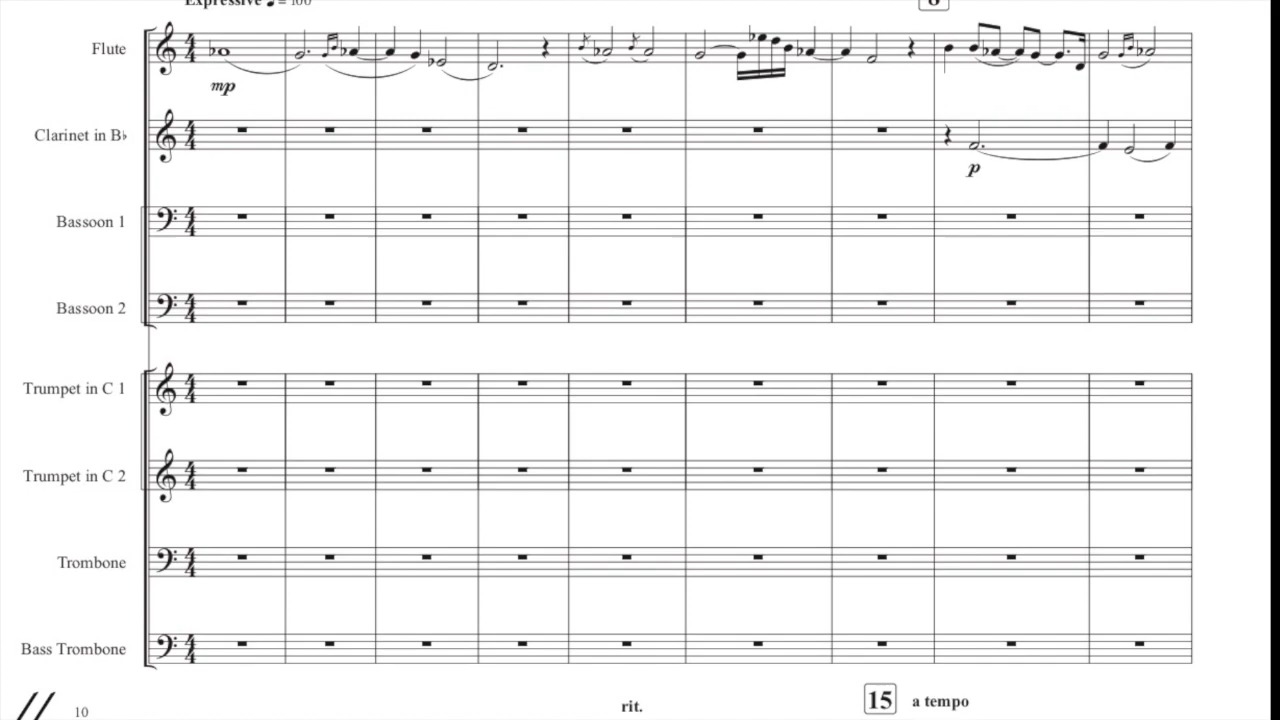 Expressive ♩ = 100
8
Flute
mp
Clarinet in B♭
p
Bassoon 1
Bassoon 2
Trumpet in C 1
Trumpet in C 2
Trombone
Bass Trombone
10 rit. 15 a tempo